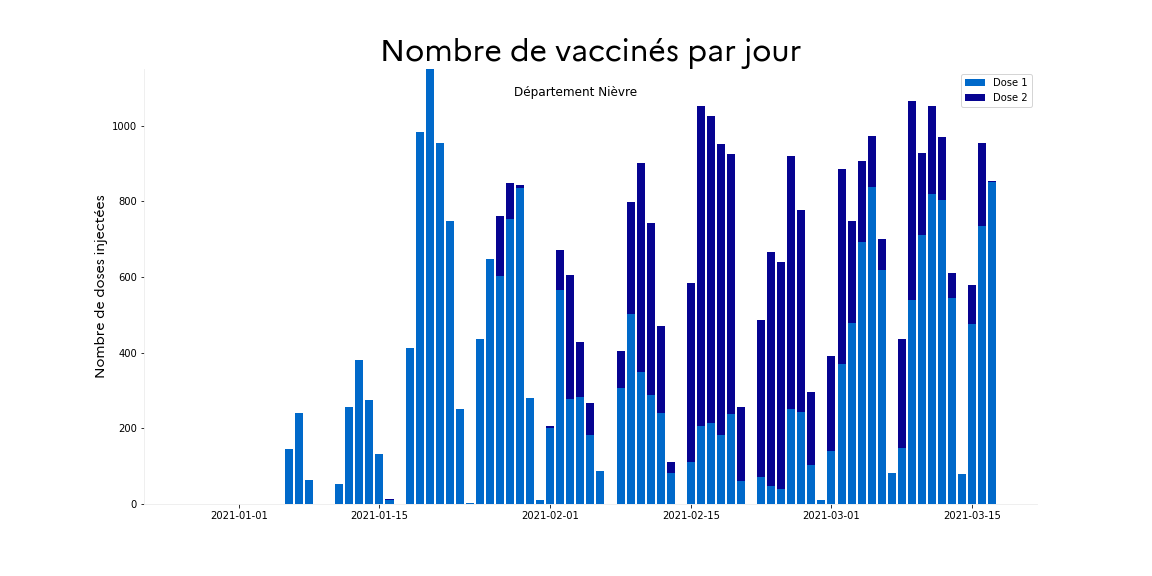 Nombre de vaccinés par jour
Département Nièvre
Dose 1
Dose 2
Nombre de doses injectées
1000
800
600
400
200
0
2021-01-01
2021-01-15
2021-02-01
2021-02-15
2021-03-01
2021-03-15